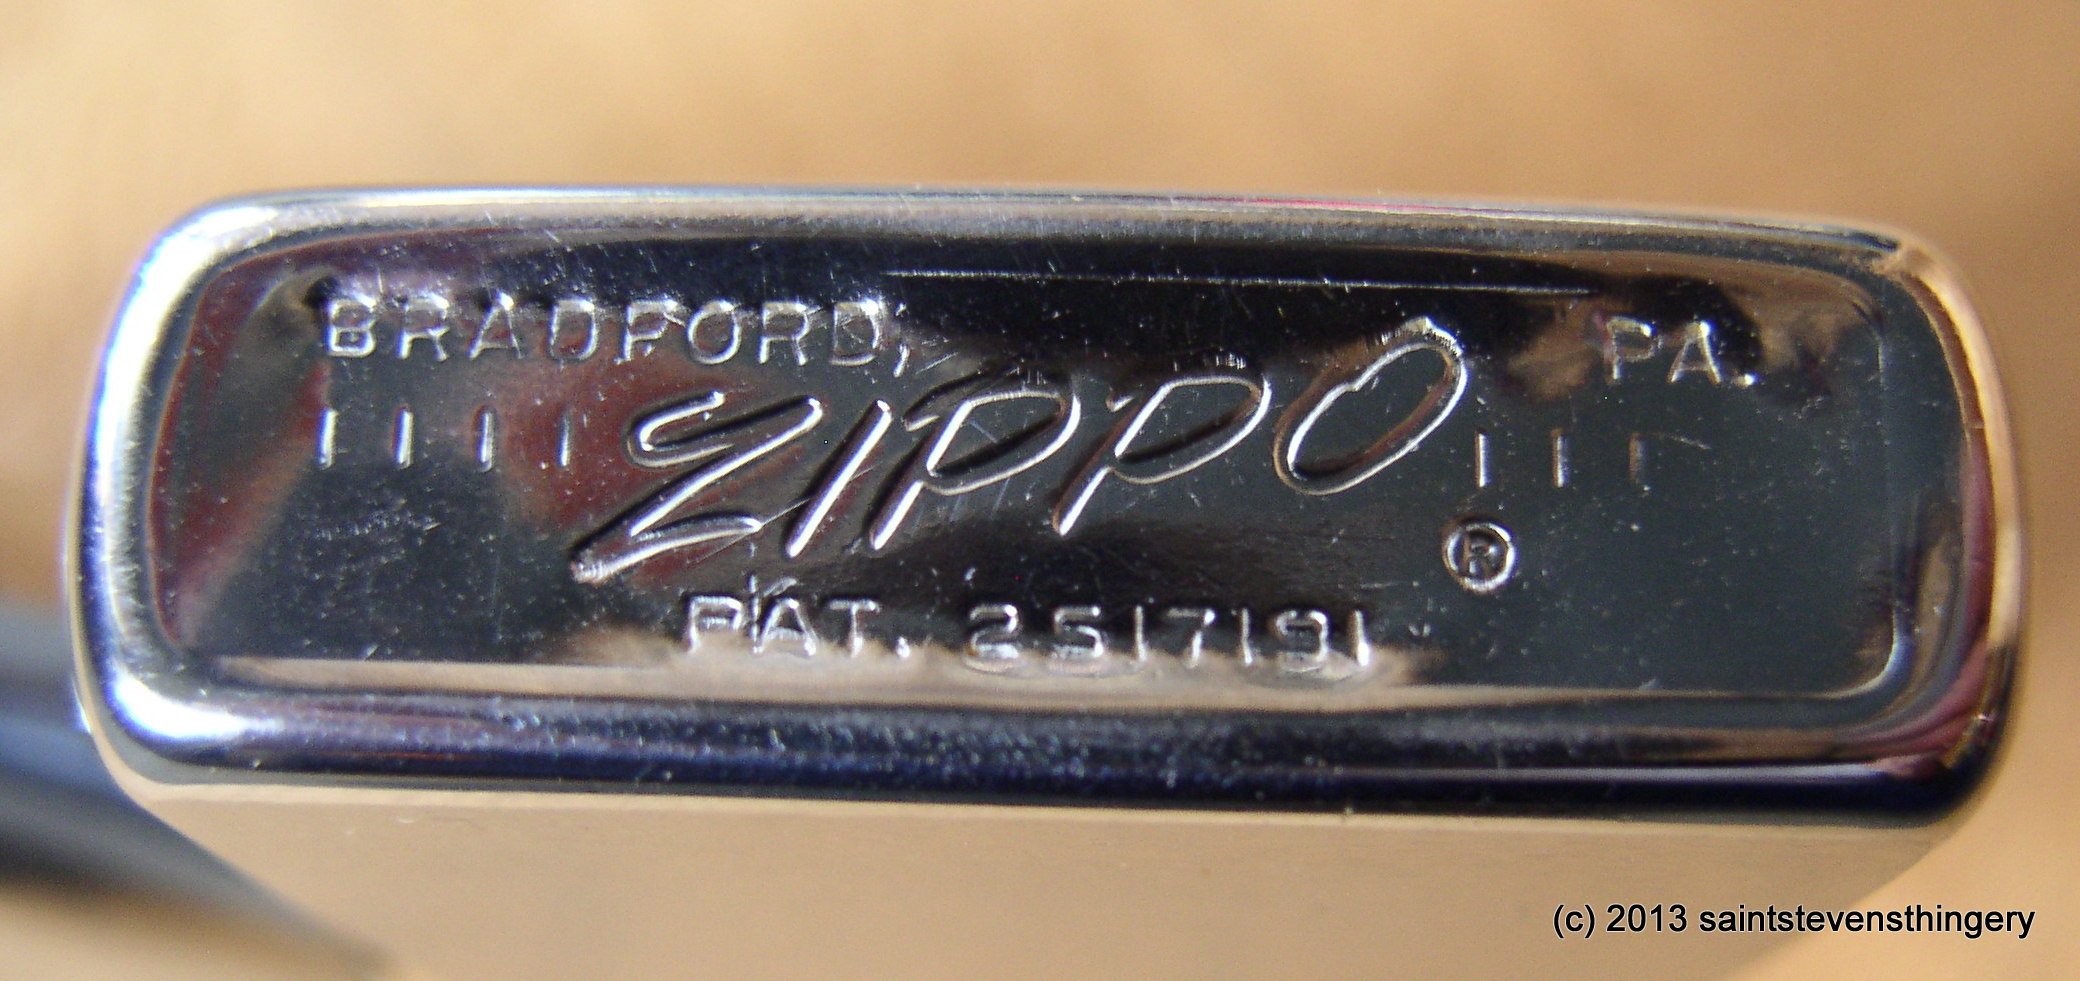 BRADFORD, PA.
IIII ZIPPO III
®
PAT. 2517191
(c) 2013 saintstevensthingery